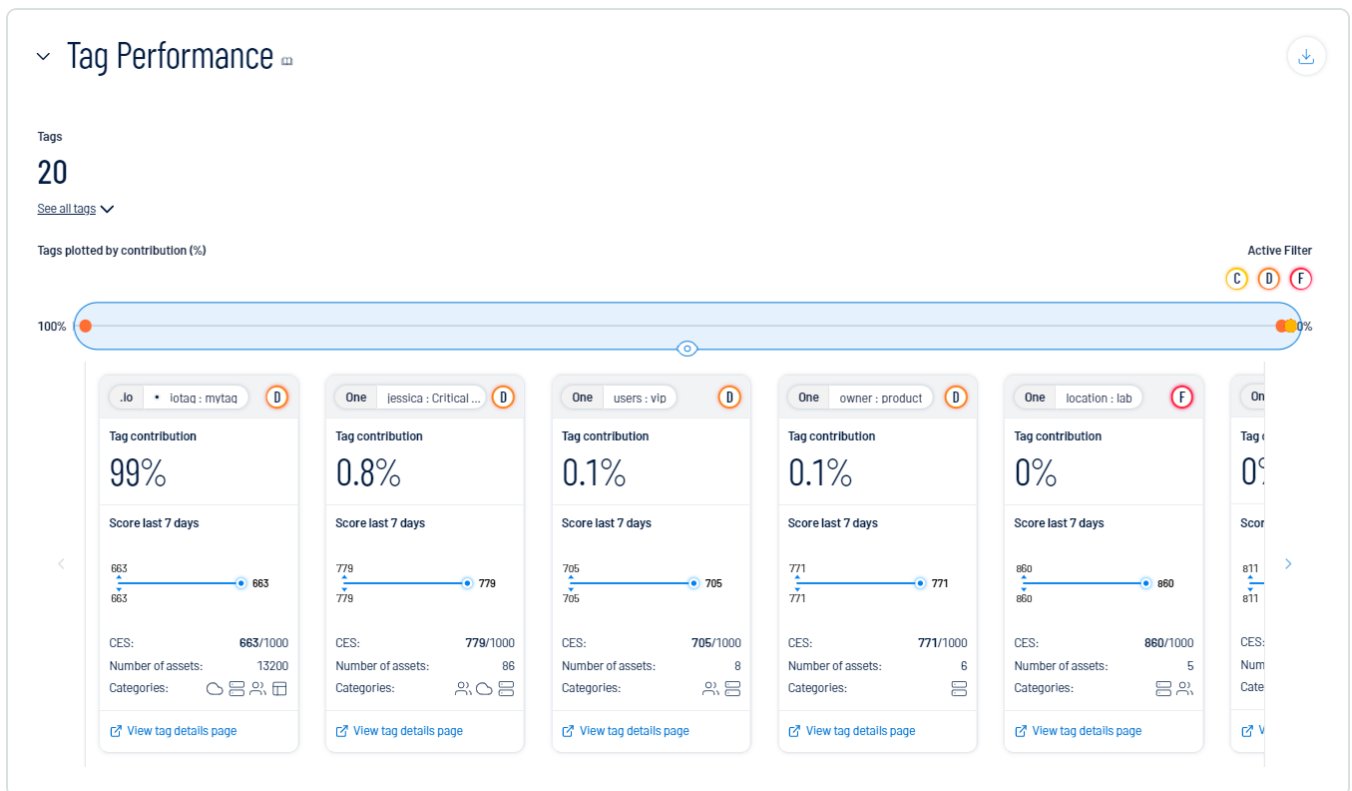 Tag Performance
Tags
20
See all tags
Tags plotted by contribution (%)
Active Filter
C D F
100%
0%
.io • iotag : mytag D
Tag contribution
99%
Score last 7 days
663
663
663
CES: 663/1000
Number of assets: 13200
Categories:
View tag details page
One jessica : Critical ... D
Tag contribution
0.8%
Score last 7 days
779
779
779
CES: 779/1000
Number of assets: 86
Categories:
View tag details page
One users : vip D
Tag contribution
0.1%
Score last 7 days
705
705
705
CES: 705/1000
Number of assets: 8
Categories:
View tag details page
One owner : product D
Tag contribution
0.1%
Score last 7 days
771
771
771
CES: 771/1000
Number of assets: 6
Categories:
View tag details page
One location : lab F
Tag contribution
0%
Score last 7 days
860
860
860
CES: 860/1000
Number of assets: 5
Categories:
View tag details page
On
Tag
0%
Scor
811
811
CES:
Num
Cate